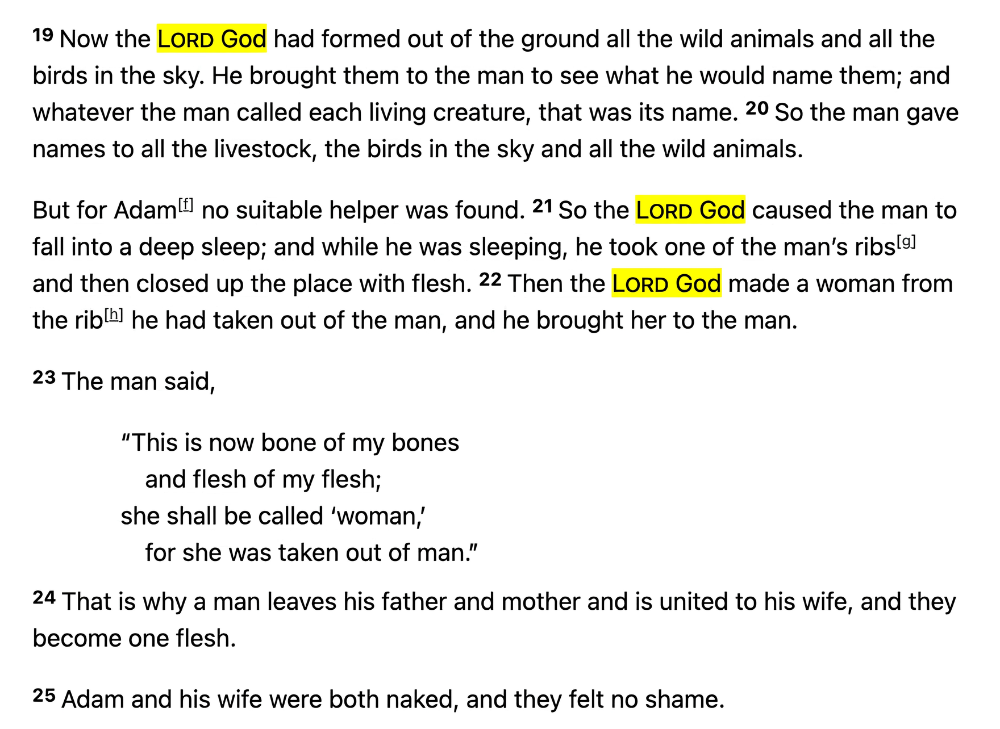 19 Now the LORD God had formed out of the ground all the wild animals and all the
birds in the sky. He brought them to the man to see what he would name them; and
whatever the man called each living creature, that was its name. 20 So the man gave
names to all the livestock, the birds in the sky and all the wild animals.
But for Adam[f] no suitable helper was found. 21 So the LORD God caused the man to
fall into a deep sleep; and while he was sleeping, he took one of the man’s ribs[g]
and then closed up the place with flesh. 22 Then the LORD God made a woman from
the rib[h] he had taken out of the man, and he brought her to the man.
23 The man said,
“This is now bone of my bones
and flesh of my flesh;
she shall be called ‘woman,’
for she was taken out of man.”
24 That is why a man leaves his father and mother and is united to his wife, and they
become one flesh.
25 Adam and his wife were both naked, and they felt no shame.